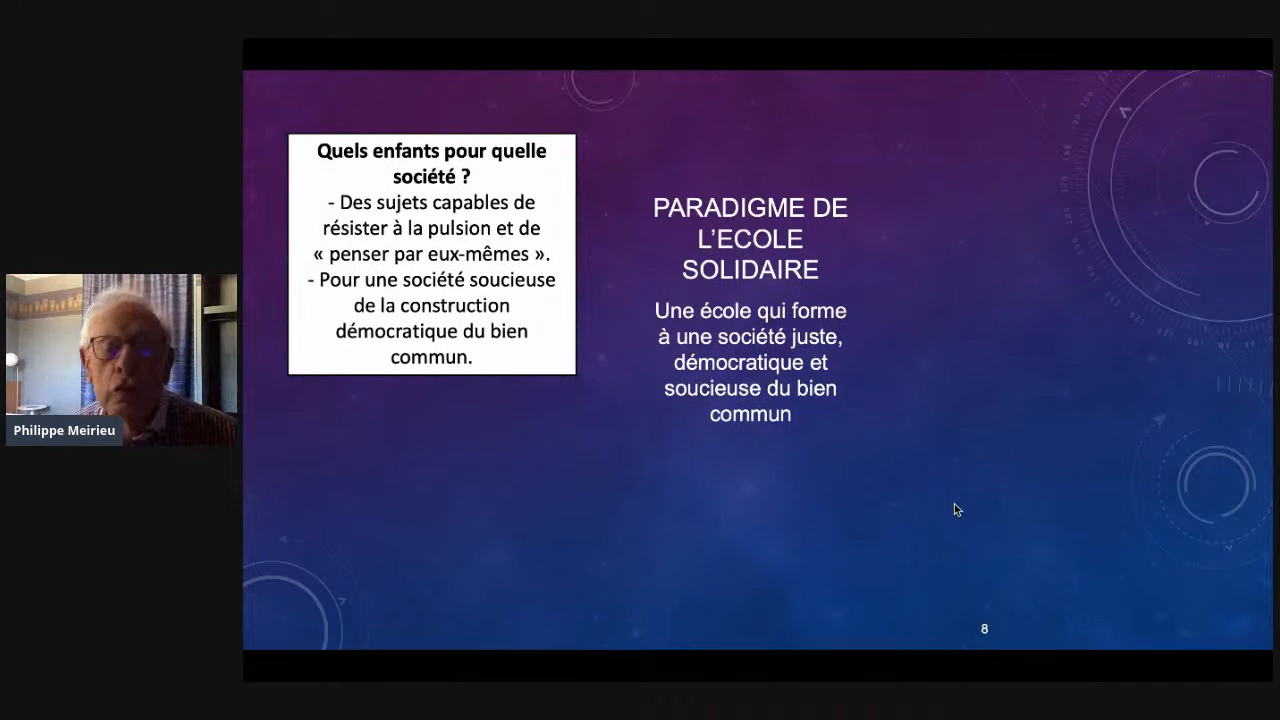 Quels enfants pour quelle
société ?
- Des sujets capables de
résister à la pulsion et de
« penser par eux-mêmes ».
- Pour une société soucieuse
de la construction
démocratique du bien
commun.
PARADIGME DE
L’ECOLE
SOLIDAIRE
Une école qui forme
à une société juste,
démocratique et
soucieuse du bien
commun
Philippe Meirieu
8